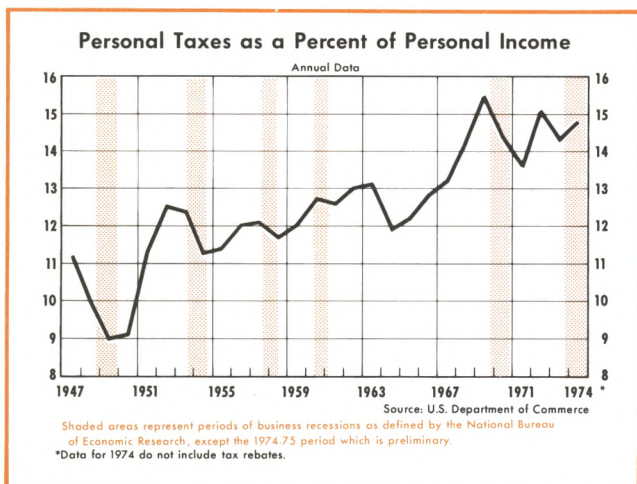 Personal Taxes as a Percent of Personal Income
Annual Data
16 16
15 15
14 14
13 13
12 12
11 11
10 10
9 9
8 8
1947 1951 1955 1959 1963 1967 1971 1974 *
Source: U.S. Department of Commerce
Shaded areas represent periods of business recessions as defined by the National Bureau
of Economic Research, except the 1974-75 period which is preliminary.
*Data for 1974 do not include tax rebates.